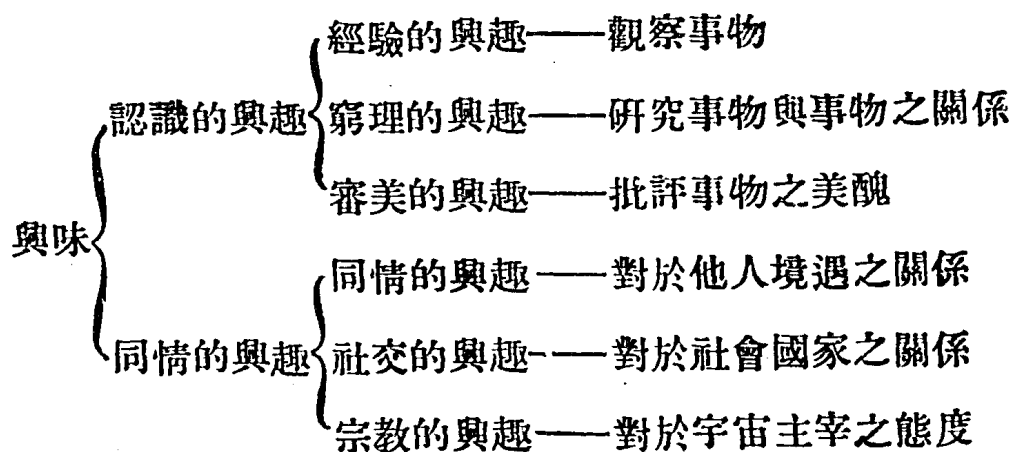 經驗的興趣——觀察事物
認識的興趣
窮理的興趣——研究事物與事物之關係
審美的興趣——批評事物之美醜
興味
同情的興趣——對於他人境遇之關係
同情的興趣
社交的興趣——對於社會國家之關係
宗教的興趣——對於宇宙主宰之態度